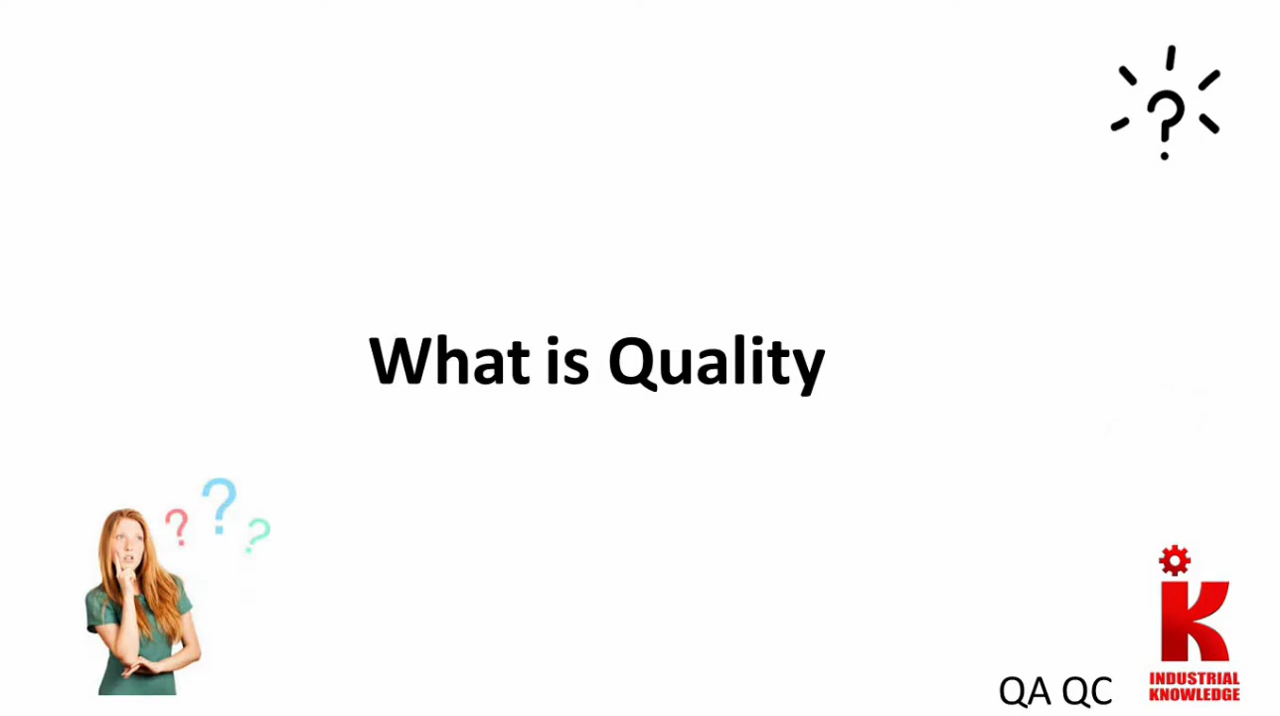 ?
What is Quality
? ? ?
QA QC
INDUSTRIAL
KNOWLEDGE